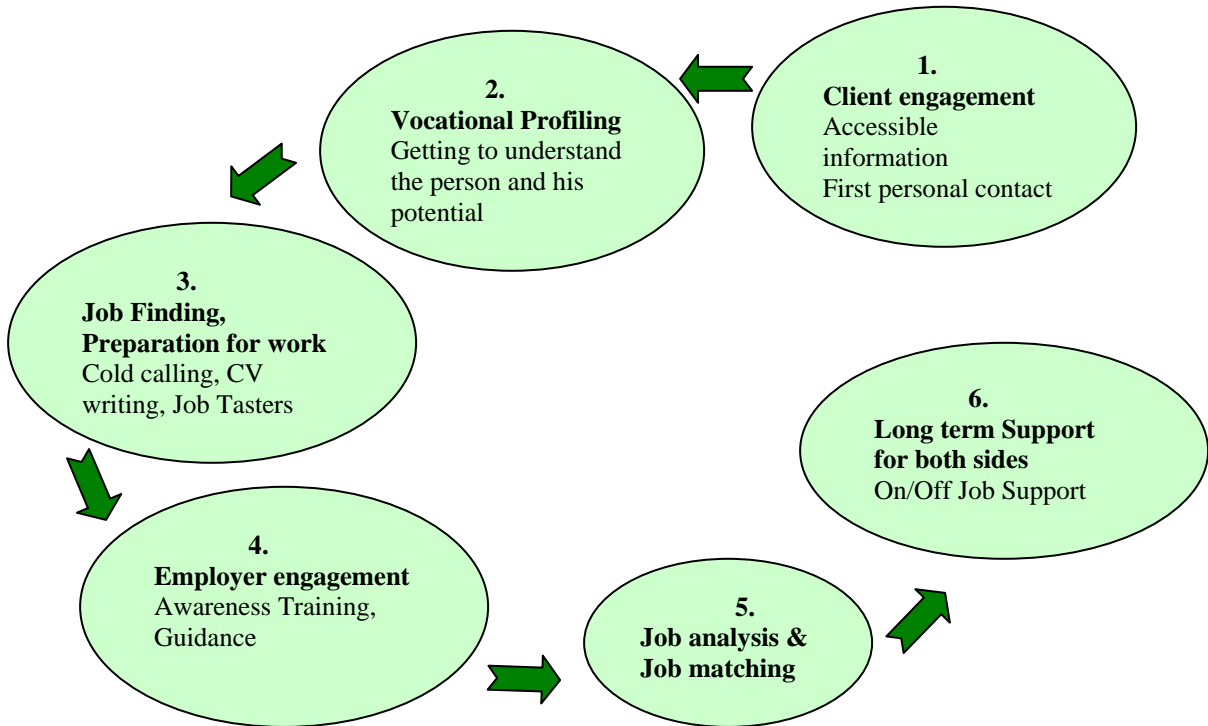 1.
Client engagement
Accessible
information
First personal contact
2.
Vocational Profiling
Getting to understand
the person and his
potential
3.
Job Finding,
Preparation for work
Cold calling, CV
writing, Job Tasters
4.
Employer engagement
Awareness Training,
Guidance
5.
Job analysis &
Job matching
6.
Long term Support
for both sides
On/Off Job Support